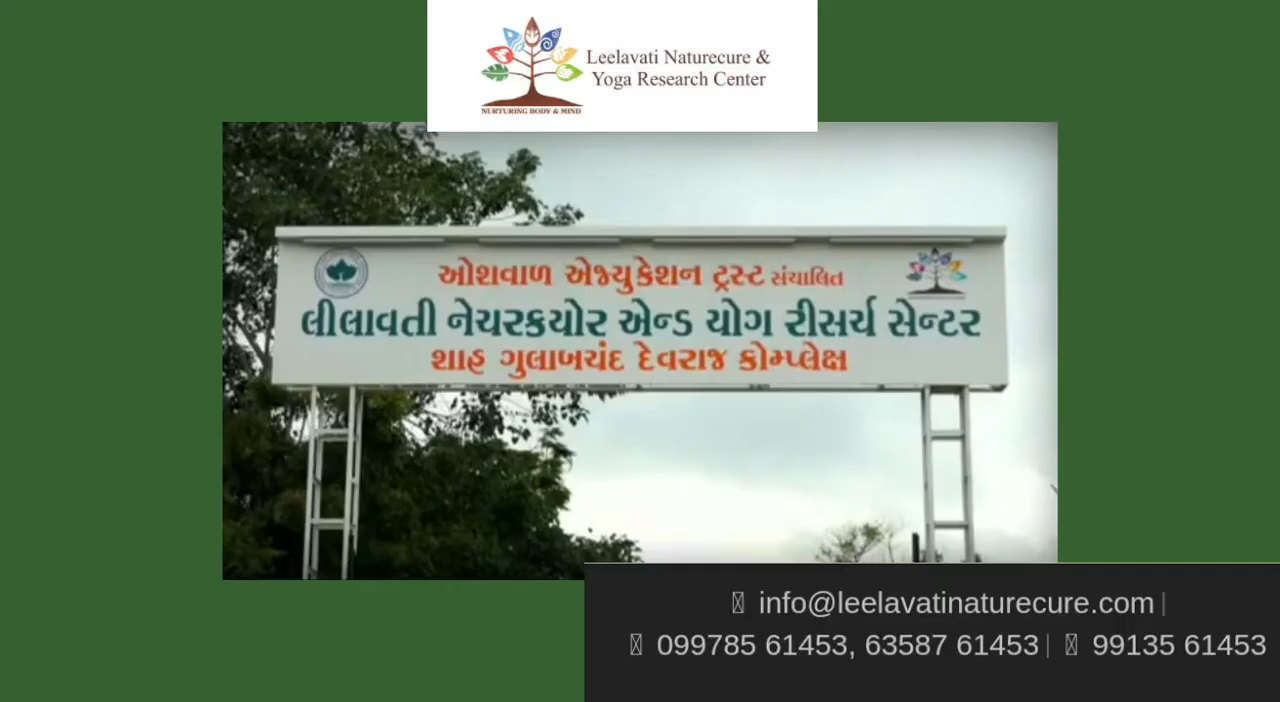 Leelavati Naturecure &
Yoga Research Center
NURTURING BODY & MIND
ઓશવાળ એજ્યુકેશન ટ્રસ્ટ સંચાલિત
લીલાવતી નેચરક્યોર એન્ડ યોગ રીસર્ચ સેન્ટર
શાહ ગુલાબચંદ દેવરાજ કોમ્પ્લેક્ષ
info@leelavatinaturecure.com |
099785 61453, 63587 61453 | 99135 61453